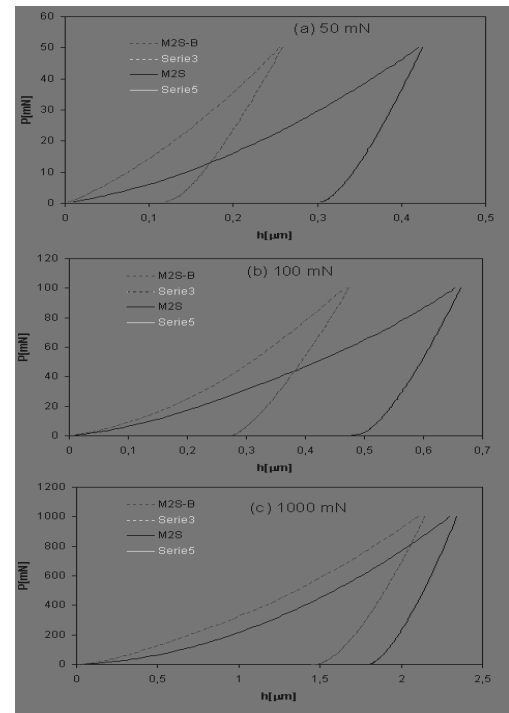 (a) 50 mN
M2S-B
Serie3
M2S
Serie5
P[mN]
60
50
40
30
20
10
0
0 0,1 0,2 0,3 0,4 0,5
h[µm]
(b) 100 mN
M2S-B
Serie3
M2S
Serie5
P[mN]
120
100
80
60
40
20
0
0 0,1 0,2 0,3 0,4 0,5 0,6 0,7
h[µm]
(c) 1000 mN
M2S-B
Serie3
M2S
Serie5
P[mN]
1200
1000
800
600
400
200
0
0 0,5 1 1,5 2 2,5
h[µm]